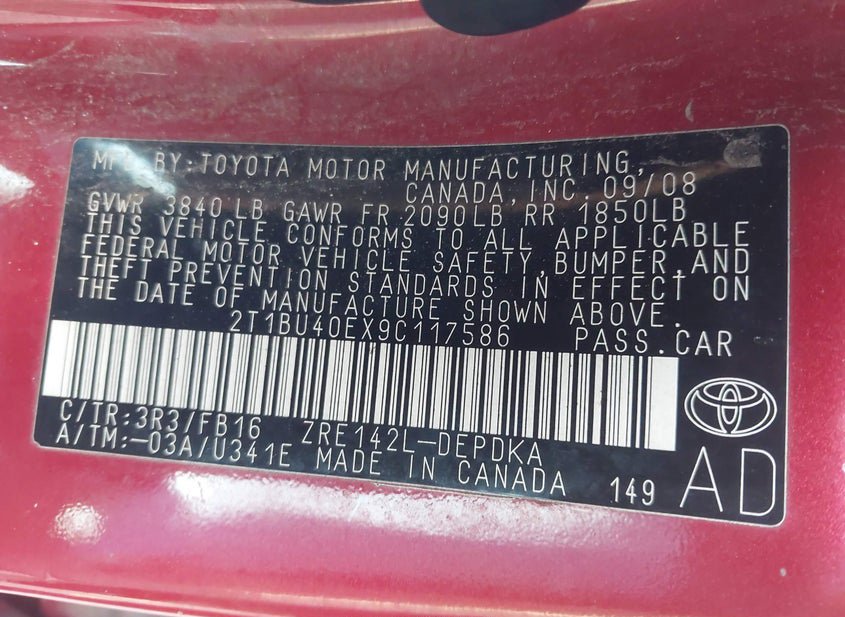 MFD BY: TOYOTA MOTOR MANUFACTURING,
CANADA, INC. 09/08
GVWR 3840 LB GAWR FR 2090LB RR 1850LB
THIS VEHICLE CONFORMS TO ALL APPLICABLE
FEDERAL MOTOR VEHICLE SAFETY,BUMPER,AND
THEFT PREVENTION STANDARDS IN EFFECT ON
THE DATE OF MANUFACTURE SHOWN ABOVE.
2T1BU40EX9C117586 PASS.CAR
C/TR:3R3/FB16 ZRE142L-DEPDKA
A/TM:-03A/U341E MADE IN CANADA 149 AD